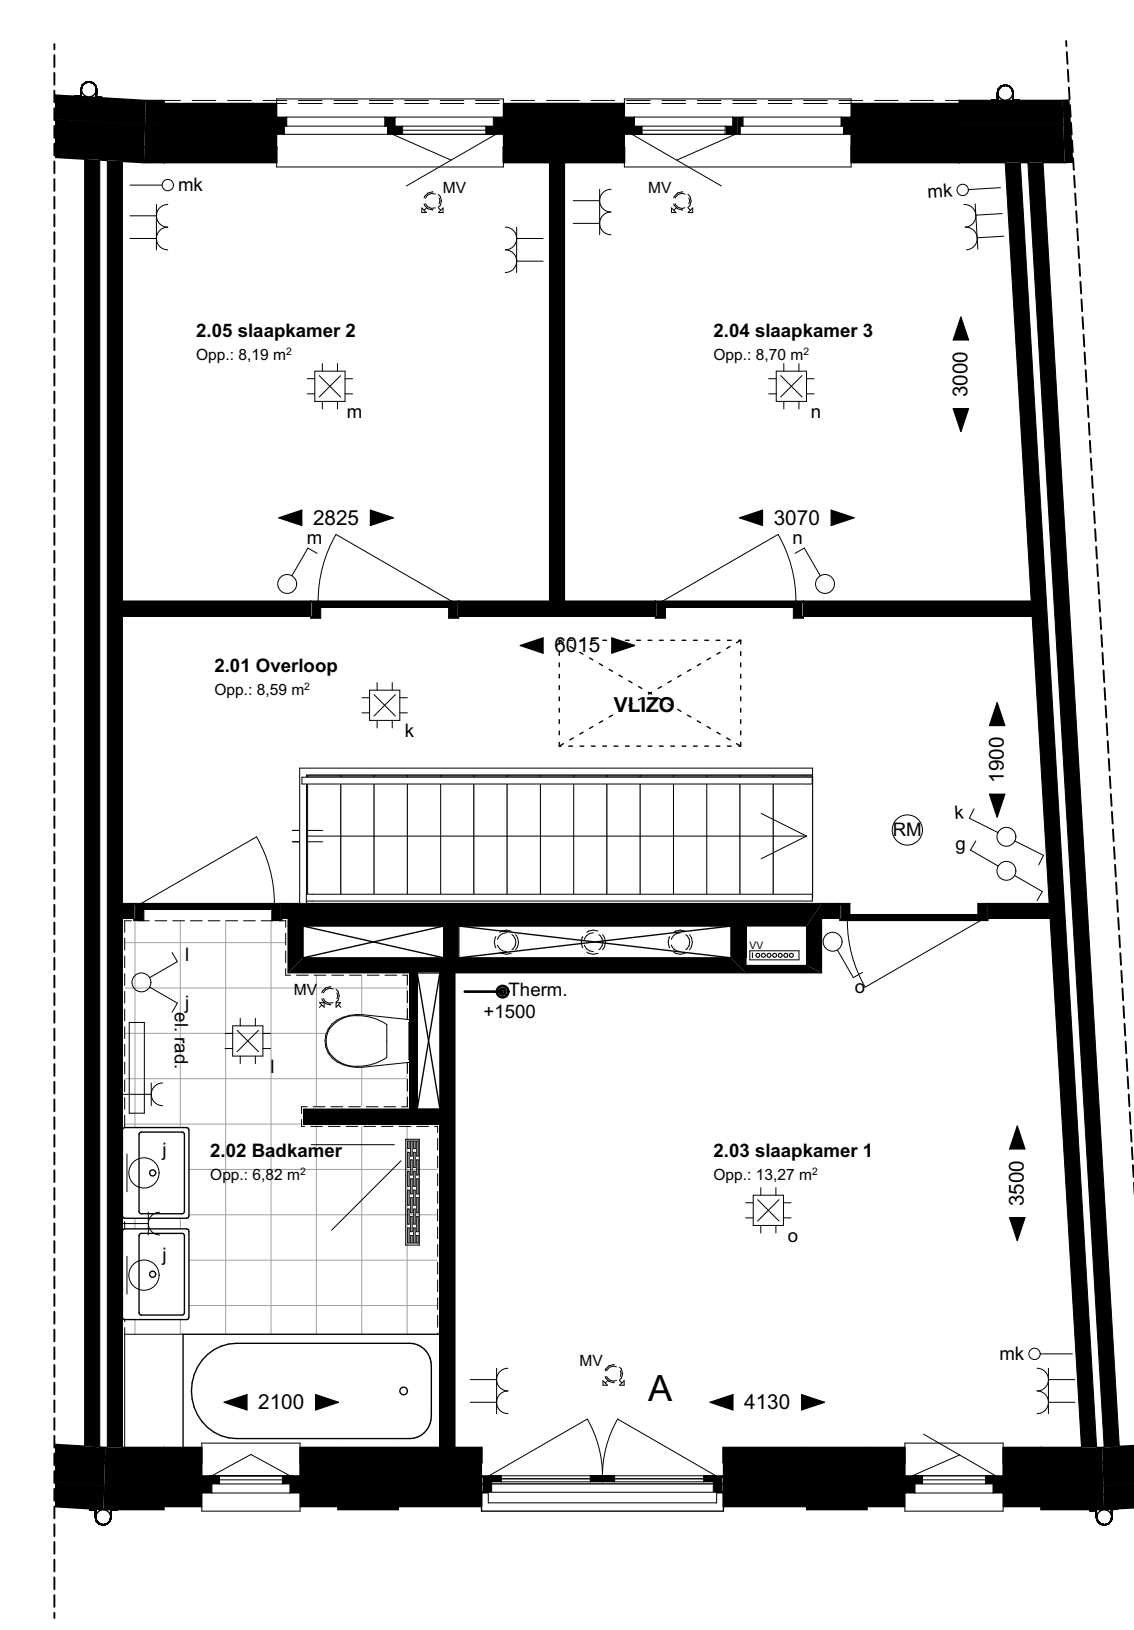 mk
MV
MV
mk
2.05 slaapkamer 2
Opp.: 8,19 m²
m
2.04 slaapkamer 3
Opp.: 8,70 m²
n
3000
2825
m
3070
n
2.01 Overloop
Opp.: 8,59 m²
k
6015
VLIZO
1900
RM
k
g
VV
o
l
j
el. rad.
MV
l
Therm.
+1500
2.02 Badkamer
Opp.: 6,82 m²
j
j
2.03 slaapkamer 1
Opp.: 13,27 m²
o
3500
2100
MV
A
4130
mk